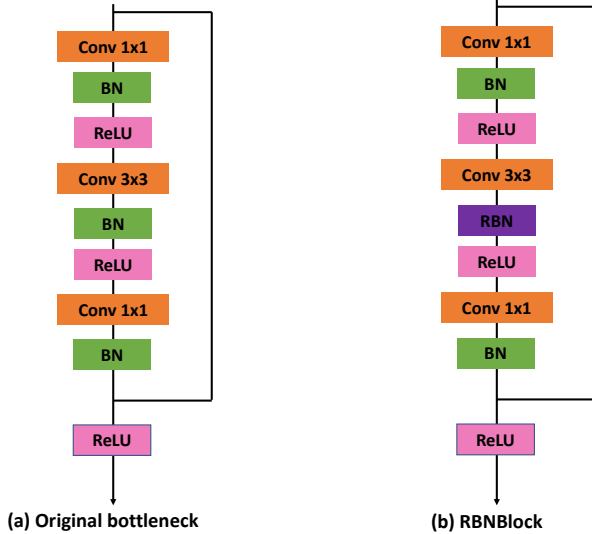 Conv 1x1
BN
ReLU
Conv 3x3
BN
ReLU
Conv 1x1
BN
ReLU
(a) Original bottleneck
Conv 1x1
BN
ReLU
Conv 3x3
RBN
ReLU
Conv 1x1
BN
ReLU
(b) RBNBlock